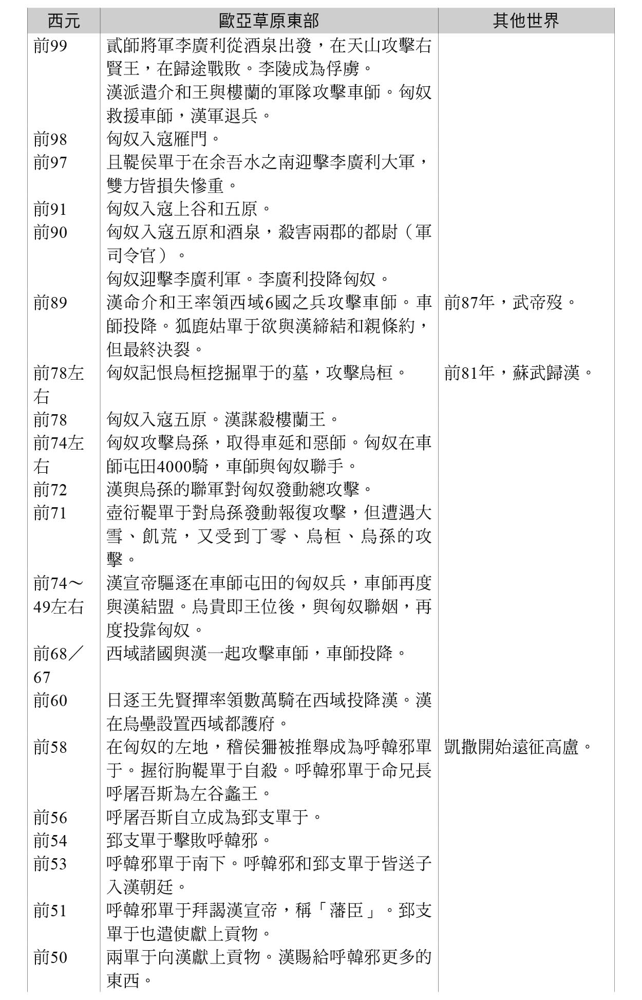 西元 歐亞草原東部 其他世界
前99 貳師將軍李廣利從酒泉出發，在天山攻擊右
賢王，在歸途戰敗。李陵成為俘虜。
漢派遣介和王與樓蘭的軍隊攻擊車師。匈奴
救援車師，漢軍退兵。
前98 匈奴入寇雁門。
前97 且鞮侯單于在余吾水之南迎擊李廣利大軍，
雙方皆損失慘重。
前91 匈奴入寇上谷和五原。
前90 匈奴入寇五原和酒泉，殺害兩郡的都尉（軍
司令官）。
匈奴迎擊李廣利軍。李廣利投降匈奴。
前89 漢命介和王率領西域6國之兵攻擊車師。車 前87年，武帝歿。
師投降。狐鹿姑單于欲與漢締結和親條約，
但最終決裂。
前78左 匈奴記恨烏桓挖掘單于的墓，攻擊烏桓。 前81年，蘇武歸漢。
右
前78 匈奴入寇五原。漢謀殺樓蘭王。
前74左 匈奴攻擊烏孫，取得車延和惡師。匈奴在車
右 師屯田4000騎，車師與匈奴聯手。
前72 漢與烏孫的聯軍對匈奴發動總攻擊。
前71 壺衍鞮單于對烏孫發動報復攻擊，但遭遇大
雪、飢荒，又受到丁零、烏桓、烏孫的攻
擊。
前74～ 漢宣帝驅逐在車師屯田的匈奴兵，車師再度
49左右 與漢結盟。烏貴即王位後，與匈奴聯姻，再
度投靠匈奴。
前68／ 西域諸國與漢一起攻擊車師，車師投降。
67
前60 日逐王先賢撣率領數萬騎在西域投降漢。漢
在烏壘設置西域都護府。
前58 在匈奴的左地，稽侯狦被推舉成為呼韓邪單 凱撒開始遠征高盧。
于。握衍朐鞮單于自殺。呼韓邪單于命兄長
呼屠吾斯為左谷蠡王。
前56 呼屠吾斯自立成為郅支單于。
前54 郅支單于擊敗呼韓邪。
前53 呼韓邪單于南下。呼韓邪和郅支單于皆送子
入漢朝廷。
前51 呼韓邪單于拜謁漢宣帝，稱「藩臣」。郅支
單于也遣使獻上貢物。
前50 兩單于向漢獻上貢物。漢賜給呼韓邪更多的
東西。